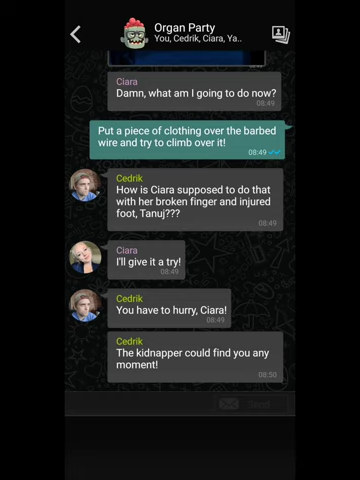 Organ Party
You, Cedrik, Ciara, Ya..
Ciara
Damn, what am I going to do now?
08:49
Put a piece of clothing over the barbed
wire and try to climb over it!
08:49
Cedrik
How is Ciara supposed to do that
with her broken finger and injured
foot, Tanuj???
08:49
Ciara
I'll give it a try!
08:49
Cedrik
You have to hurry, Ciara!
08:49
Cedrik
The kidnapper could find you any
moment!
08:50
Send